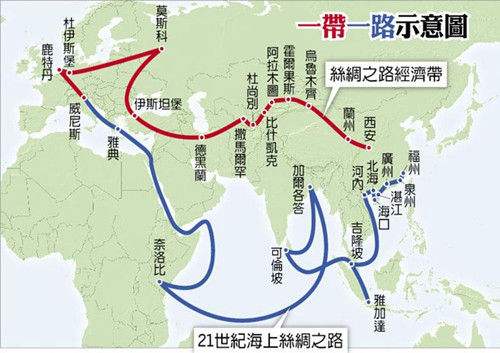 一帶一路示意圖
絲綢之路經濟帶
莫斯科
杜伊斯堡
鹿特丹
威尼斯
雅典
伊斯坦堡
德黑蘭
撒馬爾罕
杜尚別
比什凱克
阿拉木圖
霍爾果斯
烏魯木齊
蘭州
西安
福州
泉州
廣州
湛江
海口
北海
河內
吉隆坡
雅加達
加爾各答
可倫坡
奈洛比
21世紀海上絲綢之路